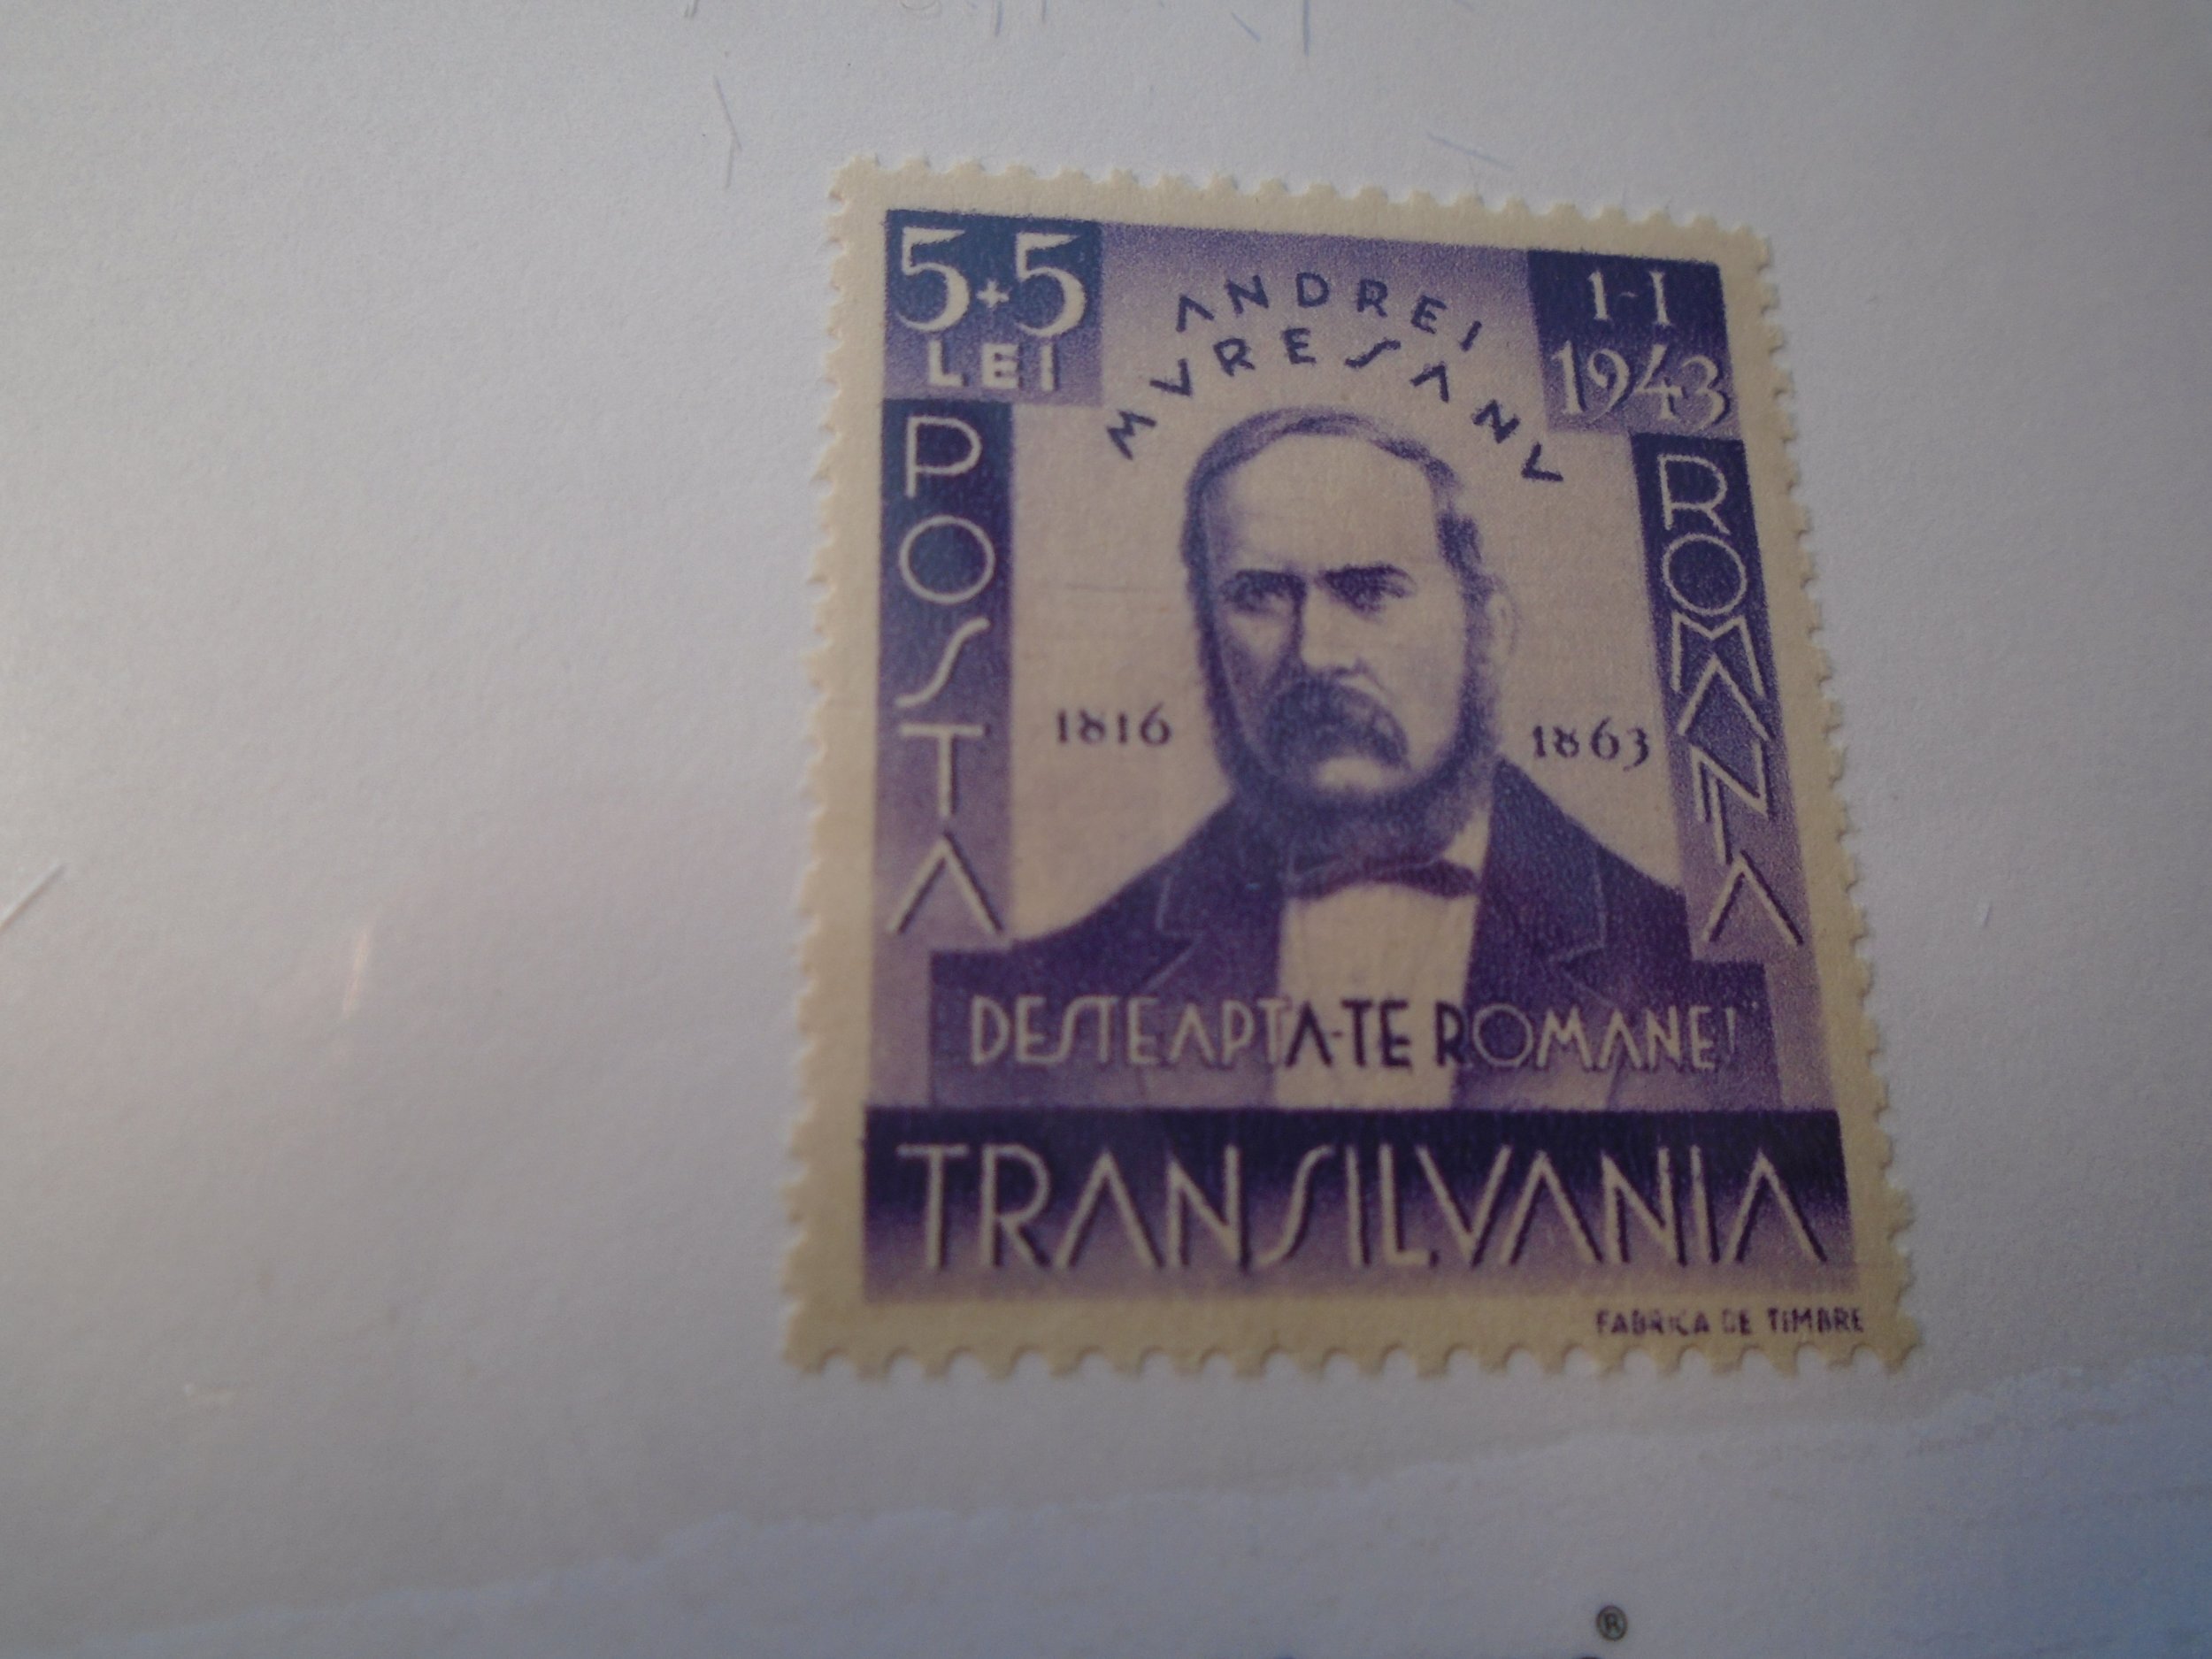 5+5
LEI
ANDREI
MVRESANV
1-I
1943
POSTA
ROMANA
1816
1863
DESTEAPTA-TE ROMANE!"
TRANSILVANIA
FABRICA DE TIMBRE
®